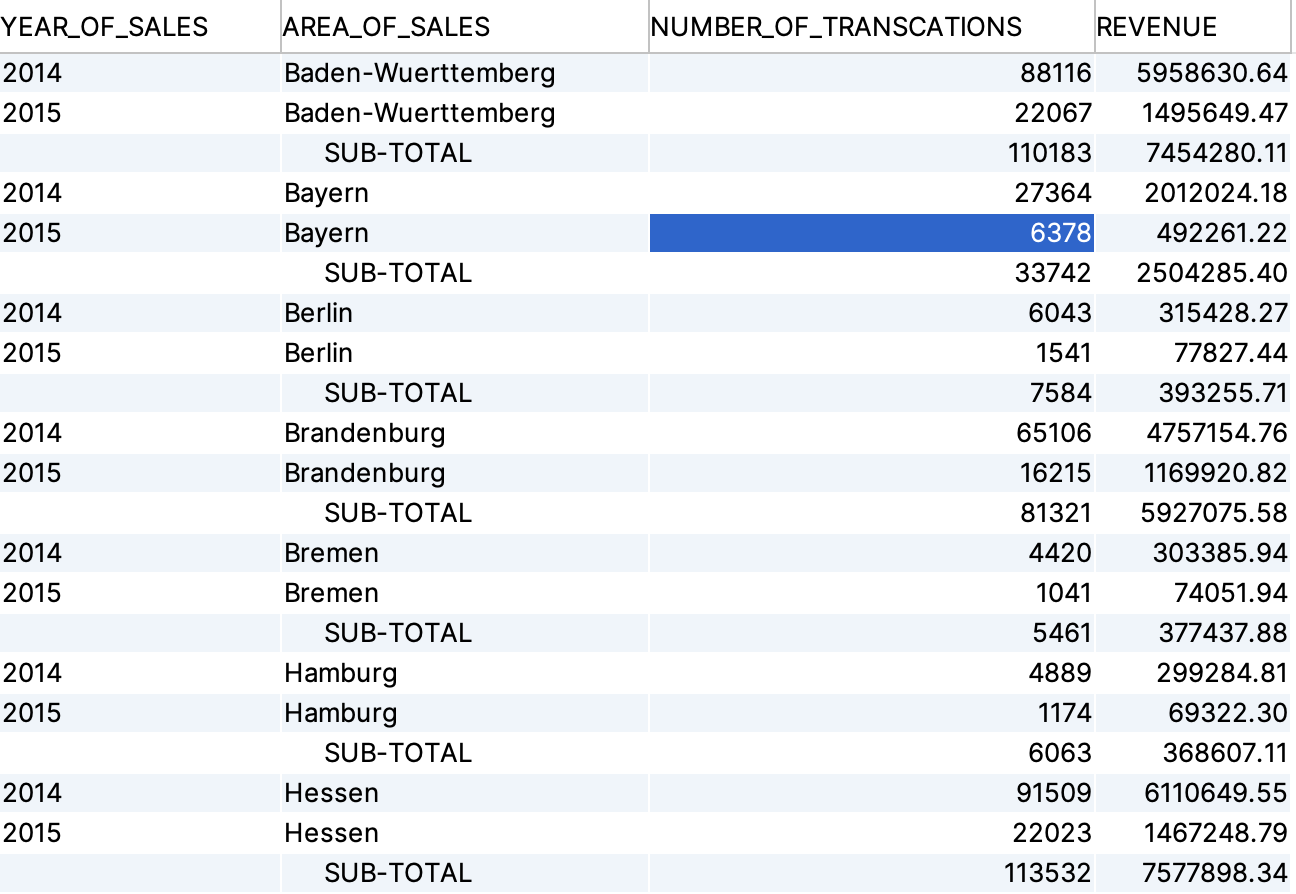 YEAR_OF_SALES AREA_OF_SALES NUMBER_OF_TRANSCATIONS REVENUE
2014 Baden-Wuerttemberg 88116 5958630.64
2015 Baden-Wuerttemberg 22067 1495649.47
SUB-TOTAL 110183 7454280.11
2014 Bayern 27364 2012024.18
2015 Bayern 6378 492261.22
SUB-TOTAL 33742 2504285.40
2014 Berlin 6043 315428.27
2015 Berlin 1541 77827.44
SUB-TOTAL 7584 393255.71
2014 Brandenburg 65106 4757154.76
2015 Brandenburg 16215 1169920.82
SUB-TOTAL 81321 5927075.58
2014 Bremen 4420 303385.94
2015 Bremen 1041 74051.94
SUB-TOTAL 5461 377437.88
2014 Hamburg 4889 299284.81
2015 Hamburg 1174 69322.30
SUB-TOTAL 6063 368607.11
2014 Hessen 91509 6110649.55
2015 Hessen 22023 1467248.79
SUB-TOTAL 113532 7577898.34